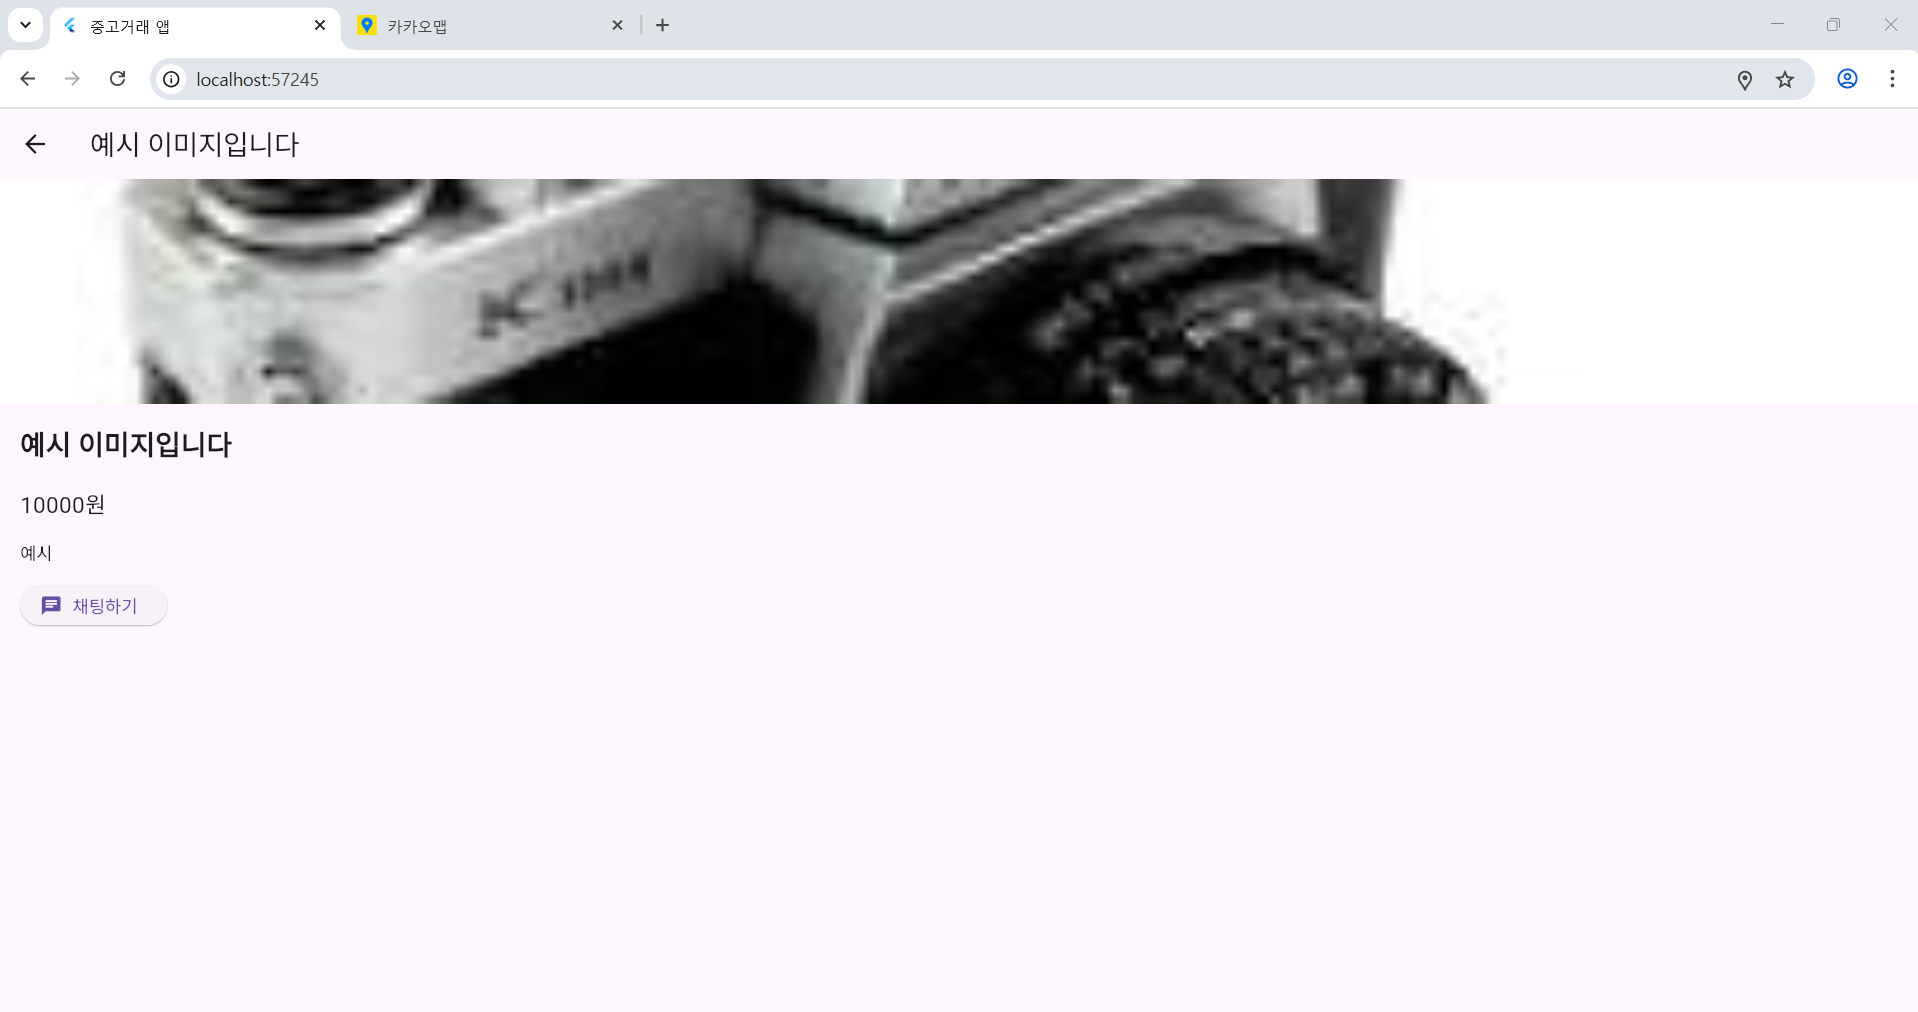 중고거래 앱
카카오맵
localhost:57245
예시 이미지입니다
예시 이미지입니다
10000원
예시
채팅하기